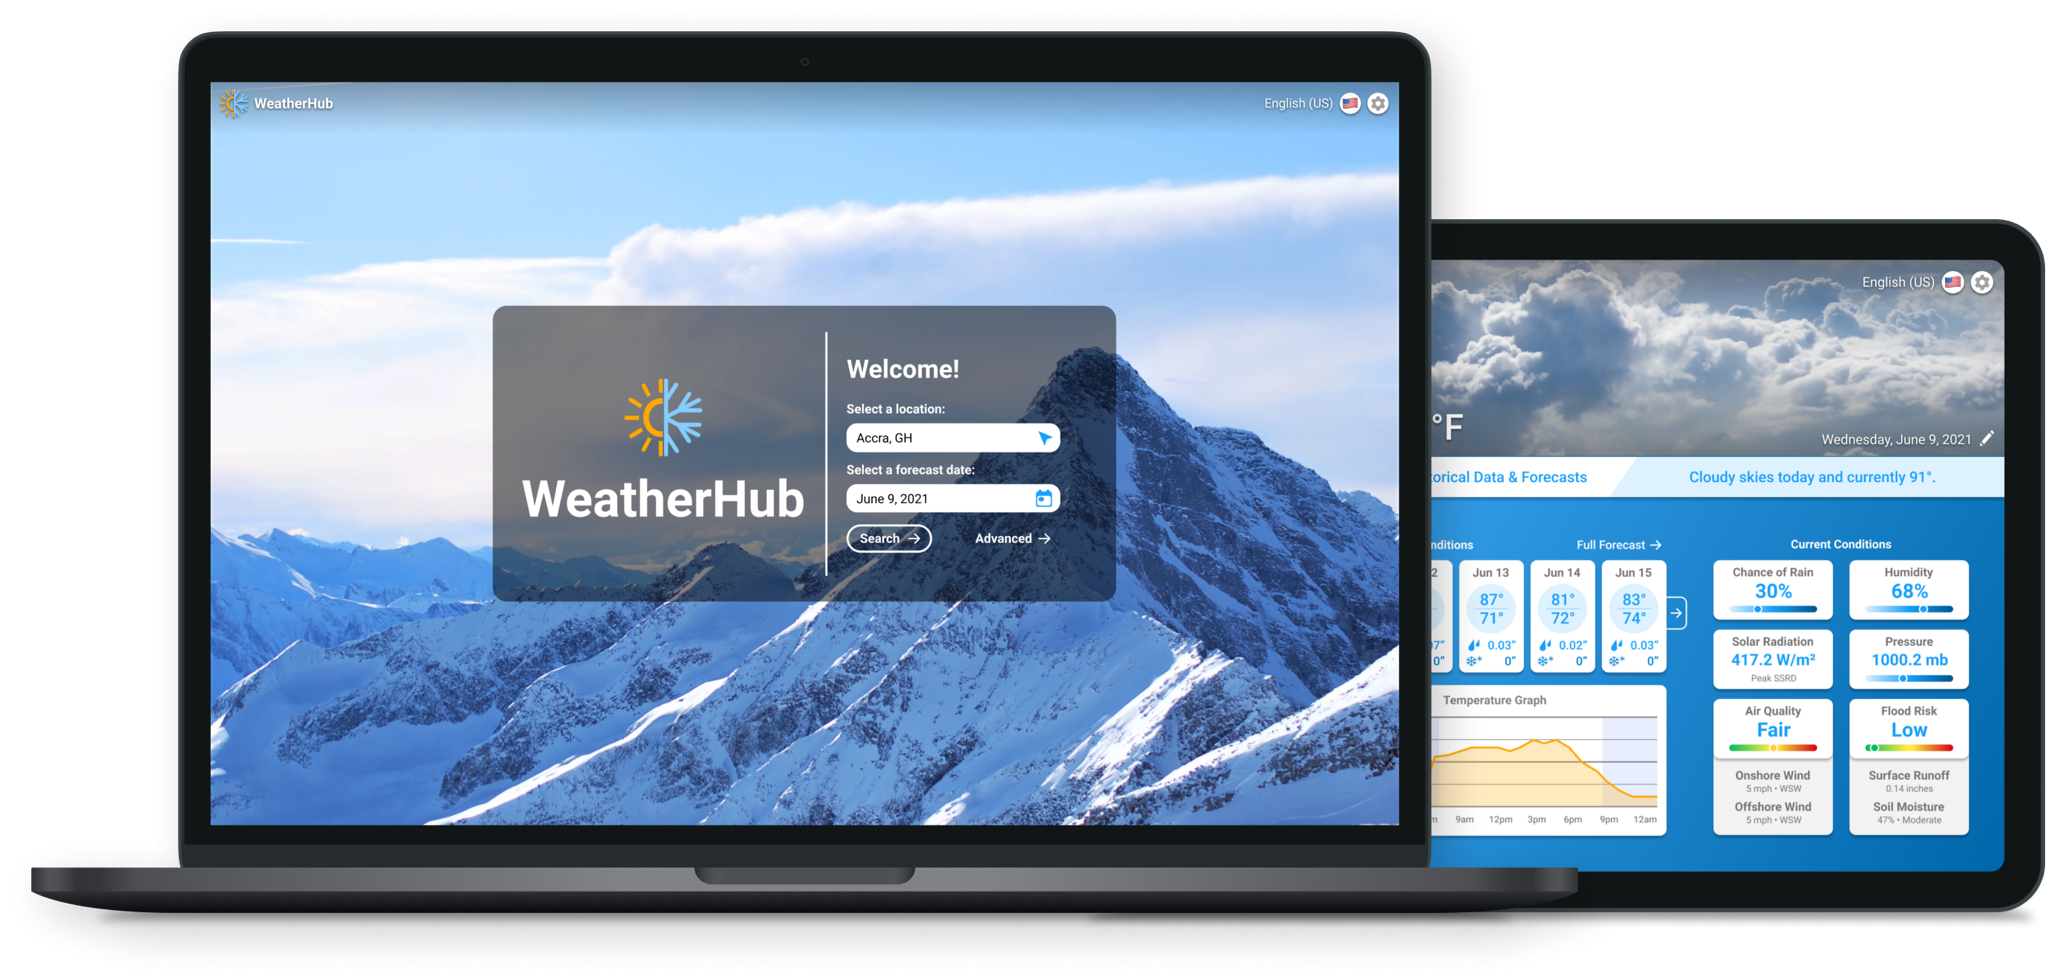 WeatherHub
English (US)
WeatherHub
Welcome!
Select a location:
Accra, GH
Select a forecast date:
June 9, 2021
Search →
Advanced →
English (US)
°F
Wednesday, June 9, 2021
orical Data & Forecasts
Cloudy skies today and currently 91°.
nditions
Full Forecast →
2
7"
0"
Jun 13
87°
71°
0.03"
0"
Jun 14
81°
72°
0.02"
0"
Jun 15
83°
74°
0.03"
0"
Temperature Graph
m 9am 12pm 3pm 6pm 9pm 12am
Current Conditions
Chance of Rain
30%
Humidity
68%
Solar Radiation
417.2 W/m²
Peak SSRD
Pressure
1000.2 mb
Air Quality
Fair
Onshore Wind
5 mph • WSW
Offshore Wind
5 mph • WSW
Flood Risk
Low
Surface Runoff
0.14 inches
Soil Moisture
47% • Moderate